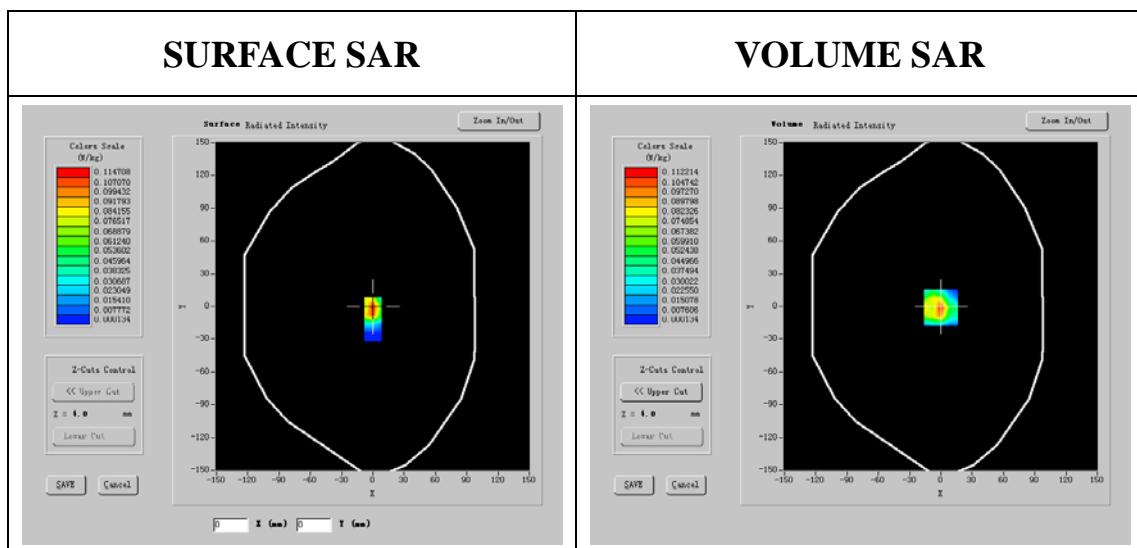 SURFACE SAR
VOLUME SAR
Surface Radiated Intensity
Zoom In/Out
Colors Scale
(W/kg)
0.114708
0.107070
0.099432
0.091793
0.084155
0.076517
0.068879
0.061240
0.053602
0.045964
0.038325
0.030687
0.023049
0.015410
0.007772
0.000134
150
90
60
30
0
-30
-60
-90
-120
-150
Y
-150 -120 -90 -60 -30 0 30 60 90 120 150
X
Z-Cuts Control
<< Upper Cut
Z = 4.0 mm
Lower Cut
SAVE Cancel
0 X (mm) 0 Y (mm)
Volume Radiated Intensity
Zoom In/Out
Colors Scale
(W/kg)
0.112214
0.104742
0.097270
0.089798
0.082326
0.074854
0.067382
0.059910
0.052438
0.044966
0.037494
0.030022
0.022550
0.015078
0.007606
0.000134
150
90
60
30
0
-30
-60
-90
-120
-150
Y
-150 -120 -90 -60 -30 0 30 60 90 120 150
X
Z-Cuts Control
<< Upper Cut
Z = 4.0 mm
Lower Cut
SAVE Cancel